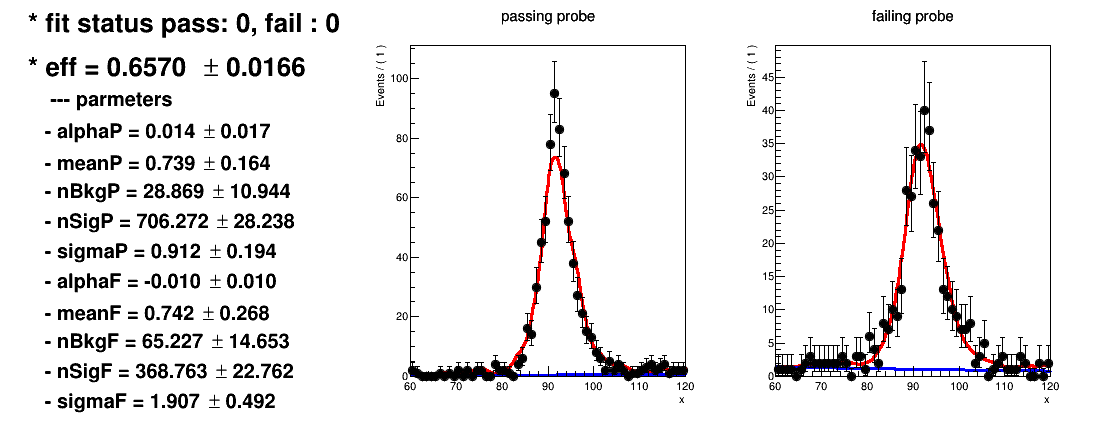 * fit status pass: 0, fail : 0
* eff = 0.6570 ± 0.0166
--- parmeters
- alphaP = 0.014 ± 0.017
- meanP = 0.739 ± 0.164
- nBkgP = 28.869 ± 10.944
- nSigP = 706.272 ± 28.238
- sigmaP = 0.912 ± 0.194
- alphaF = -0.010 ± 0.010
- meanF = 0.742 ± 0.268
- nBkgF = 65.227 ± 14.653
- nSigF = 368.763 ± 22.762
- sigmaF = 1.907 ± 0.492
passing probe
Events / ( 1 )
100
80
60
40
20
0
60 70 80 90 100 110 120
x
failing probe
Events / ( 1 )
45
40
35
30
25
20
15
10
5
0
60 70 80 90 100 110 120
x